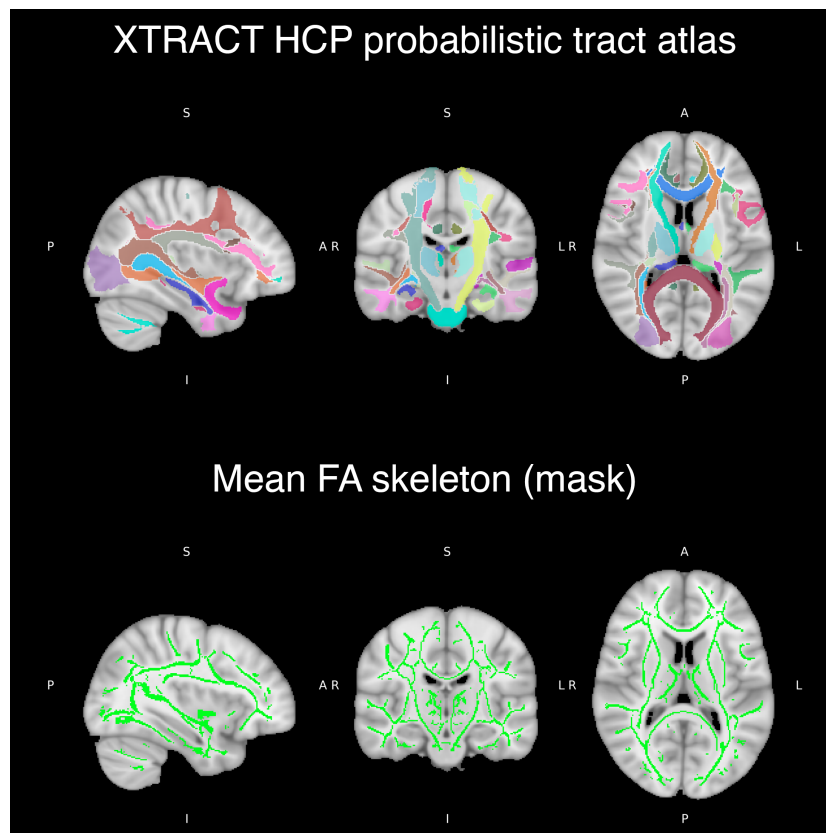 XTRACT HCP probabilistic tract atlas
S S A
P A R L R L
I I P
Mean FA skeleton (mask)
S S A
P A R L R L
I I P